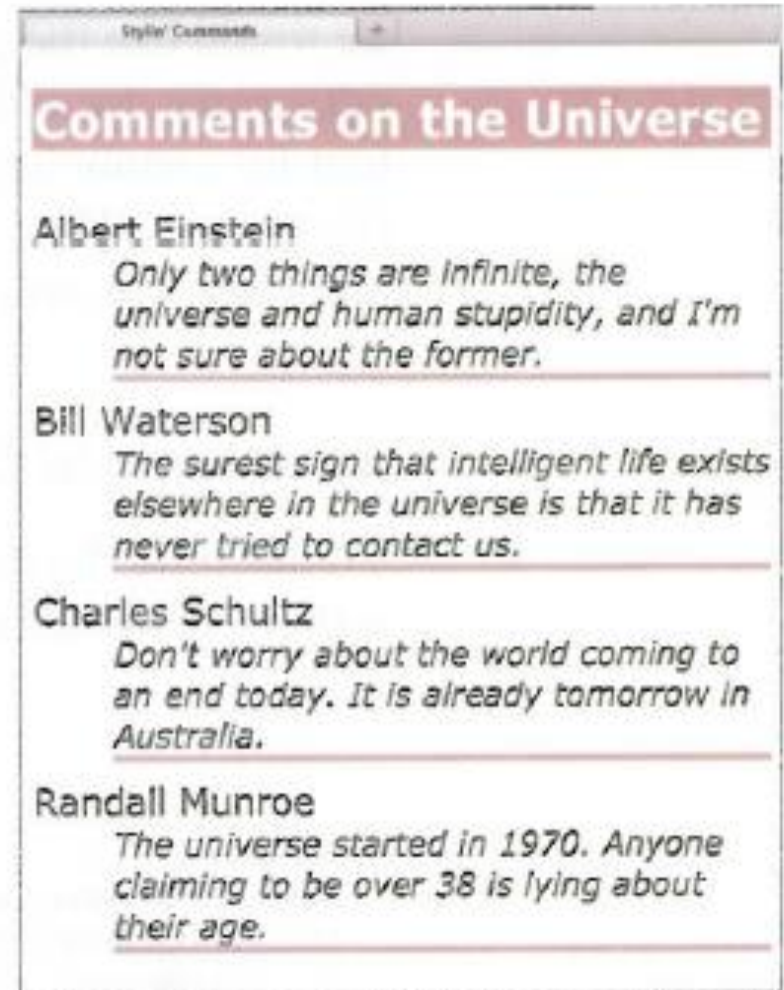 Stylin' Commands
Comments on the Universe
Albert Einstein
Only two things are infinite, the
universe and human stupidity, and I'm
not sure about the former.
Bill Waterson
The surest sign that intelligent life exists
elsewhere in the universe is that it has
never tried to contact us.
Charles Schultz
Don't worry about the world coming to
an end today. It is already tomorrow in
Australia.
Randall Munroe
The universe started in 1970. Anyone
claiming to be over 38 is lying about
their age.